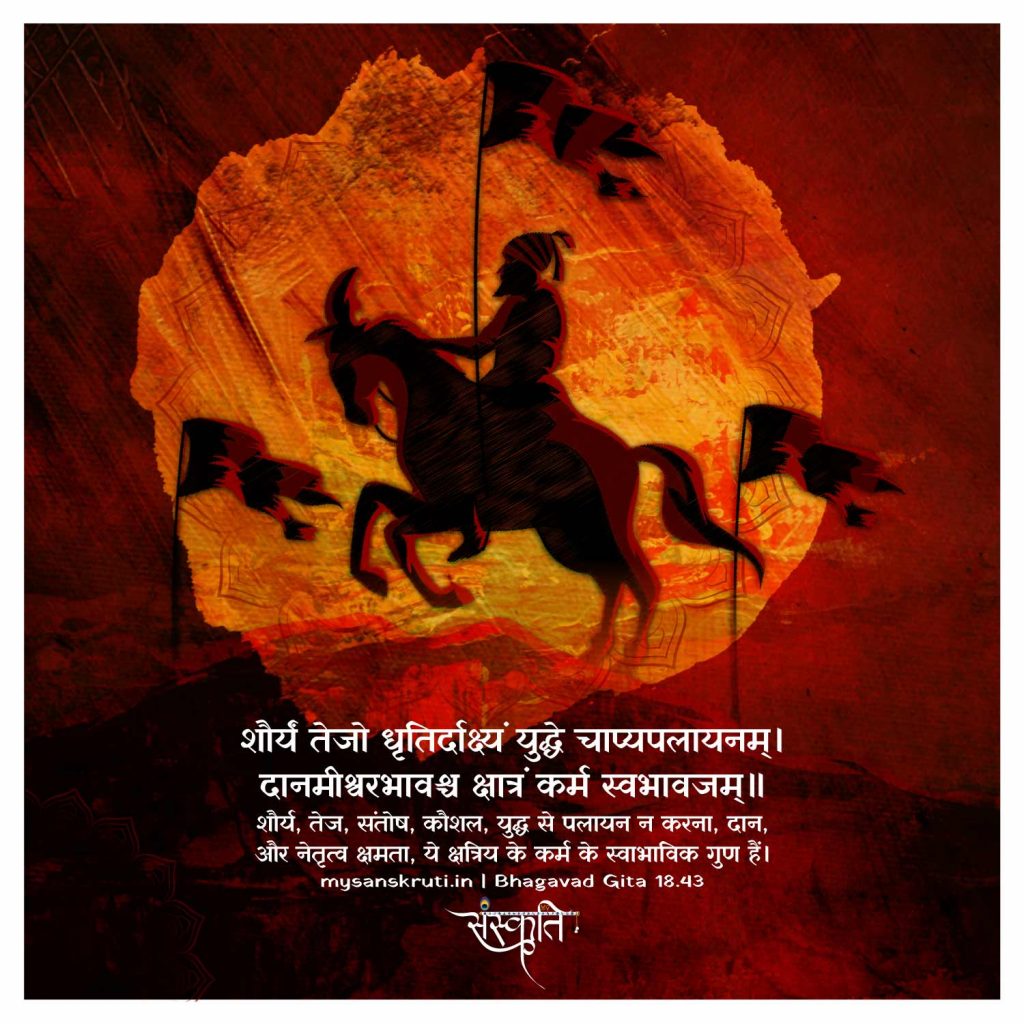 शौर्यं तेजो धृतिर्दाक्ष्यं युद्धे चाप्यपलायनम्।
दानमीश्वरभावश्च क्षात्रं कर्म स्वभावजम्॥
शौर्य, तेज, संतोष, कौशल, युद्ध से पलायन न करना, दान,
और नेतृत्व क्षमता, ये क्षत्रिय के कर्म के स्वाभाविक गुण हैं।
mysanskruti.in | Bhagavad Gita 18.43
संस्कृति